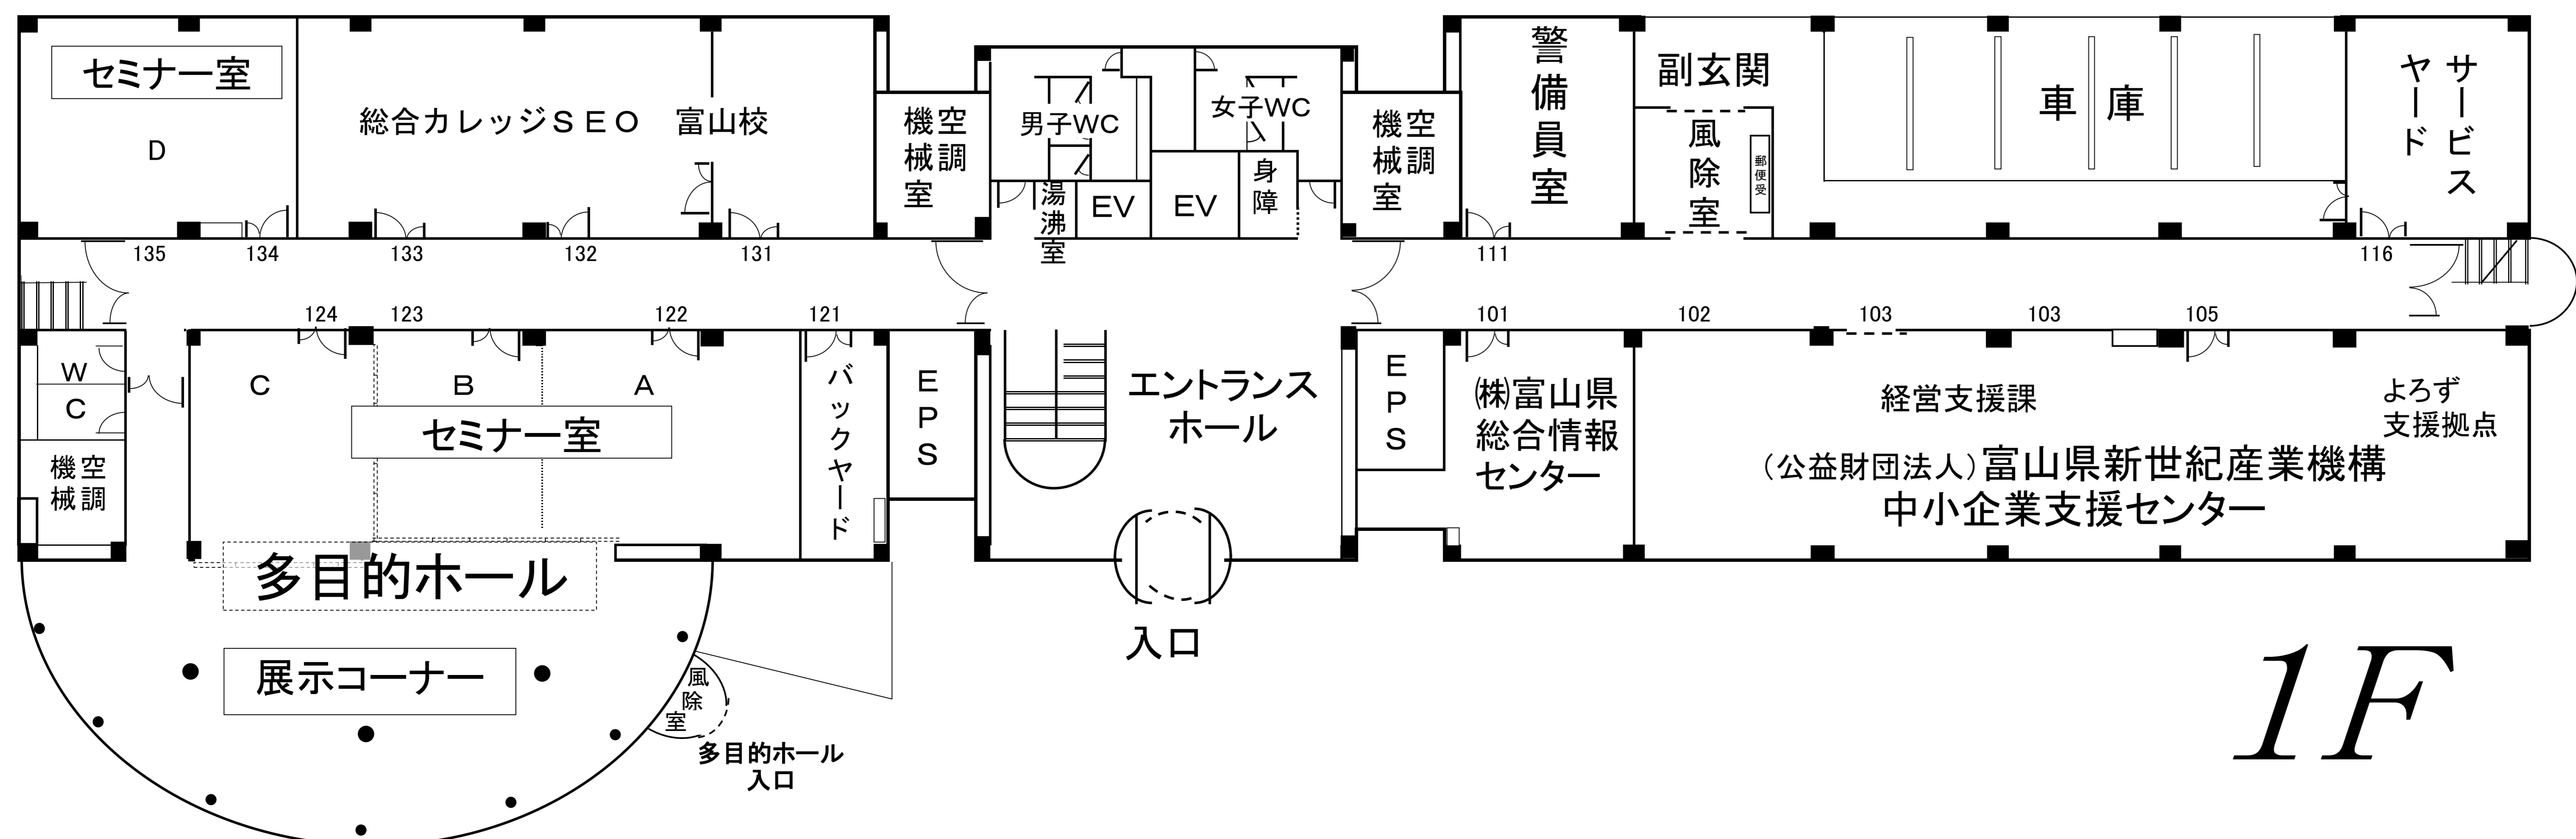 セミナー室
D
総合カレッジＳＥＯ　富山校
空調
機械室
男子WC
女子WC
湯沸室
EV
EV
身障
空調
機械室
警備員室
副玄関
風除室
郵便受
車庫
サービス
ヤード
135
134
133
132
131
111
116
124
123
122
121
101
102
103
103
105
W
C
空調
機械
C
B
A
セミナー室
バックヤード
EPS
エントランス
ホール
EPS
㈱富山県
総合情報
センター
経営支援課
よろず
支援拠点
（公益財団法人）富山県新世紀産業機構
中小企業支援センター
多目的ホール
展示コーナー
風除室
多目的ホール
入口
入口
1F